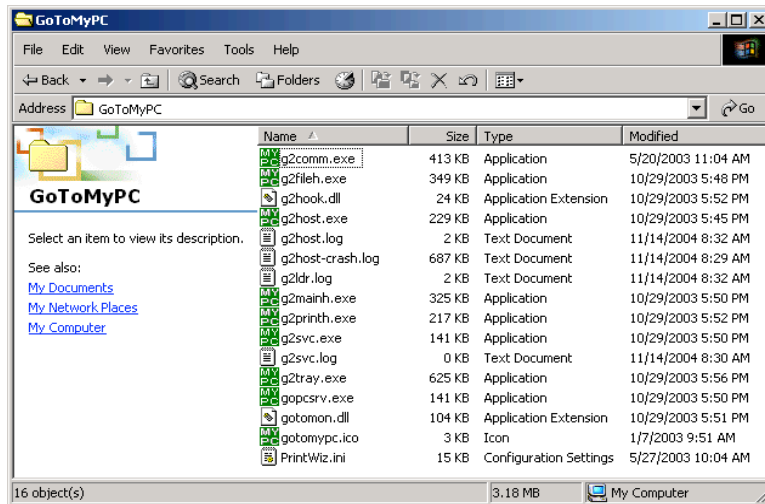 GoToMyPC
File Edit View Favorites Tools Help
Back Search Folders
Address GoToMyPC Go
Name Size Type Modified
g2comm.exe 413 KB Application 5/20/2003 11:04 AM
g2fileh.exe 349 KB Application 10/29/2003 5:48 PM
g2hook.dll 24 KB Application Extension 10/29/2003 5:52 PM
g2host.exe 229 KB Application 10/29/2003 5:45 PM
g2host.log 2 KB Text Document 11/14/2004 8:32 AM
g2host-crash.log 687 KB Text Document 11/14/2004 8:29 AM
g2ldr.log 2 KB Text Document 11/14/2004 8:32 AM
g2mainh.exe 325 KB Application 10/29/2003 5:50 PM
g2printh.exe 217 KB Application 10/29/2003 5:52 PM
g2svc.exe 141 KB Application 10/29/2003 5:50 PM
g2svc.log 0 KB Text Document 11/14/2004 8:30 AM
g2tray.exe 625 KB Application 10/29/2003 5:56 PM
gopcsrv.exe 141 KB Application 10/29/2003 5:50 PM
gotomon.dll 104 KB Application Extension 10/29/2003 5:51 PM
gotomypc.ico 3 KB Icon 1/7/2003 9:51 AM
PrintWiz.ini 15 KB Configuration Settings 5/27/2003 10:04 AM
GoToMyPC
Select an item to view its description.
See also:
My Documents
My Network Places
My Computer
16 object(s) 3.18 MB My Computer